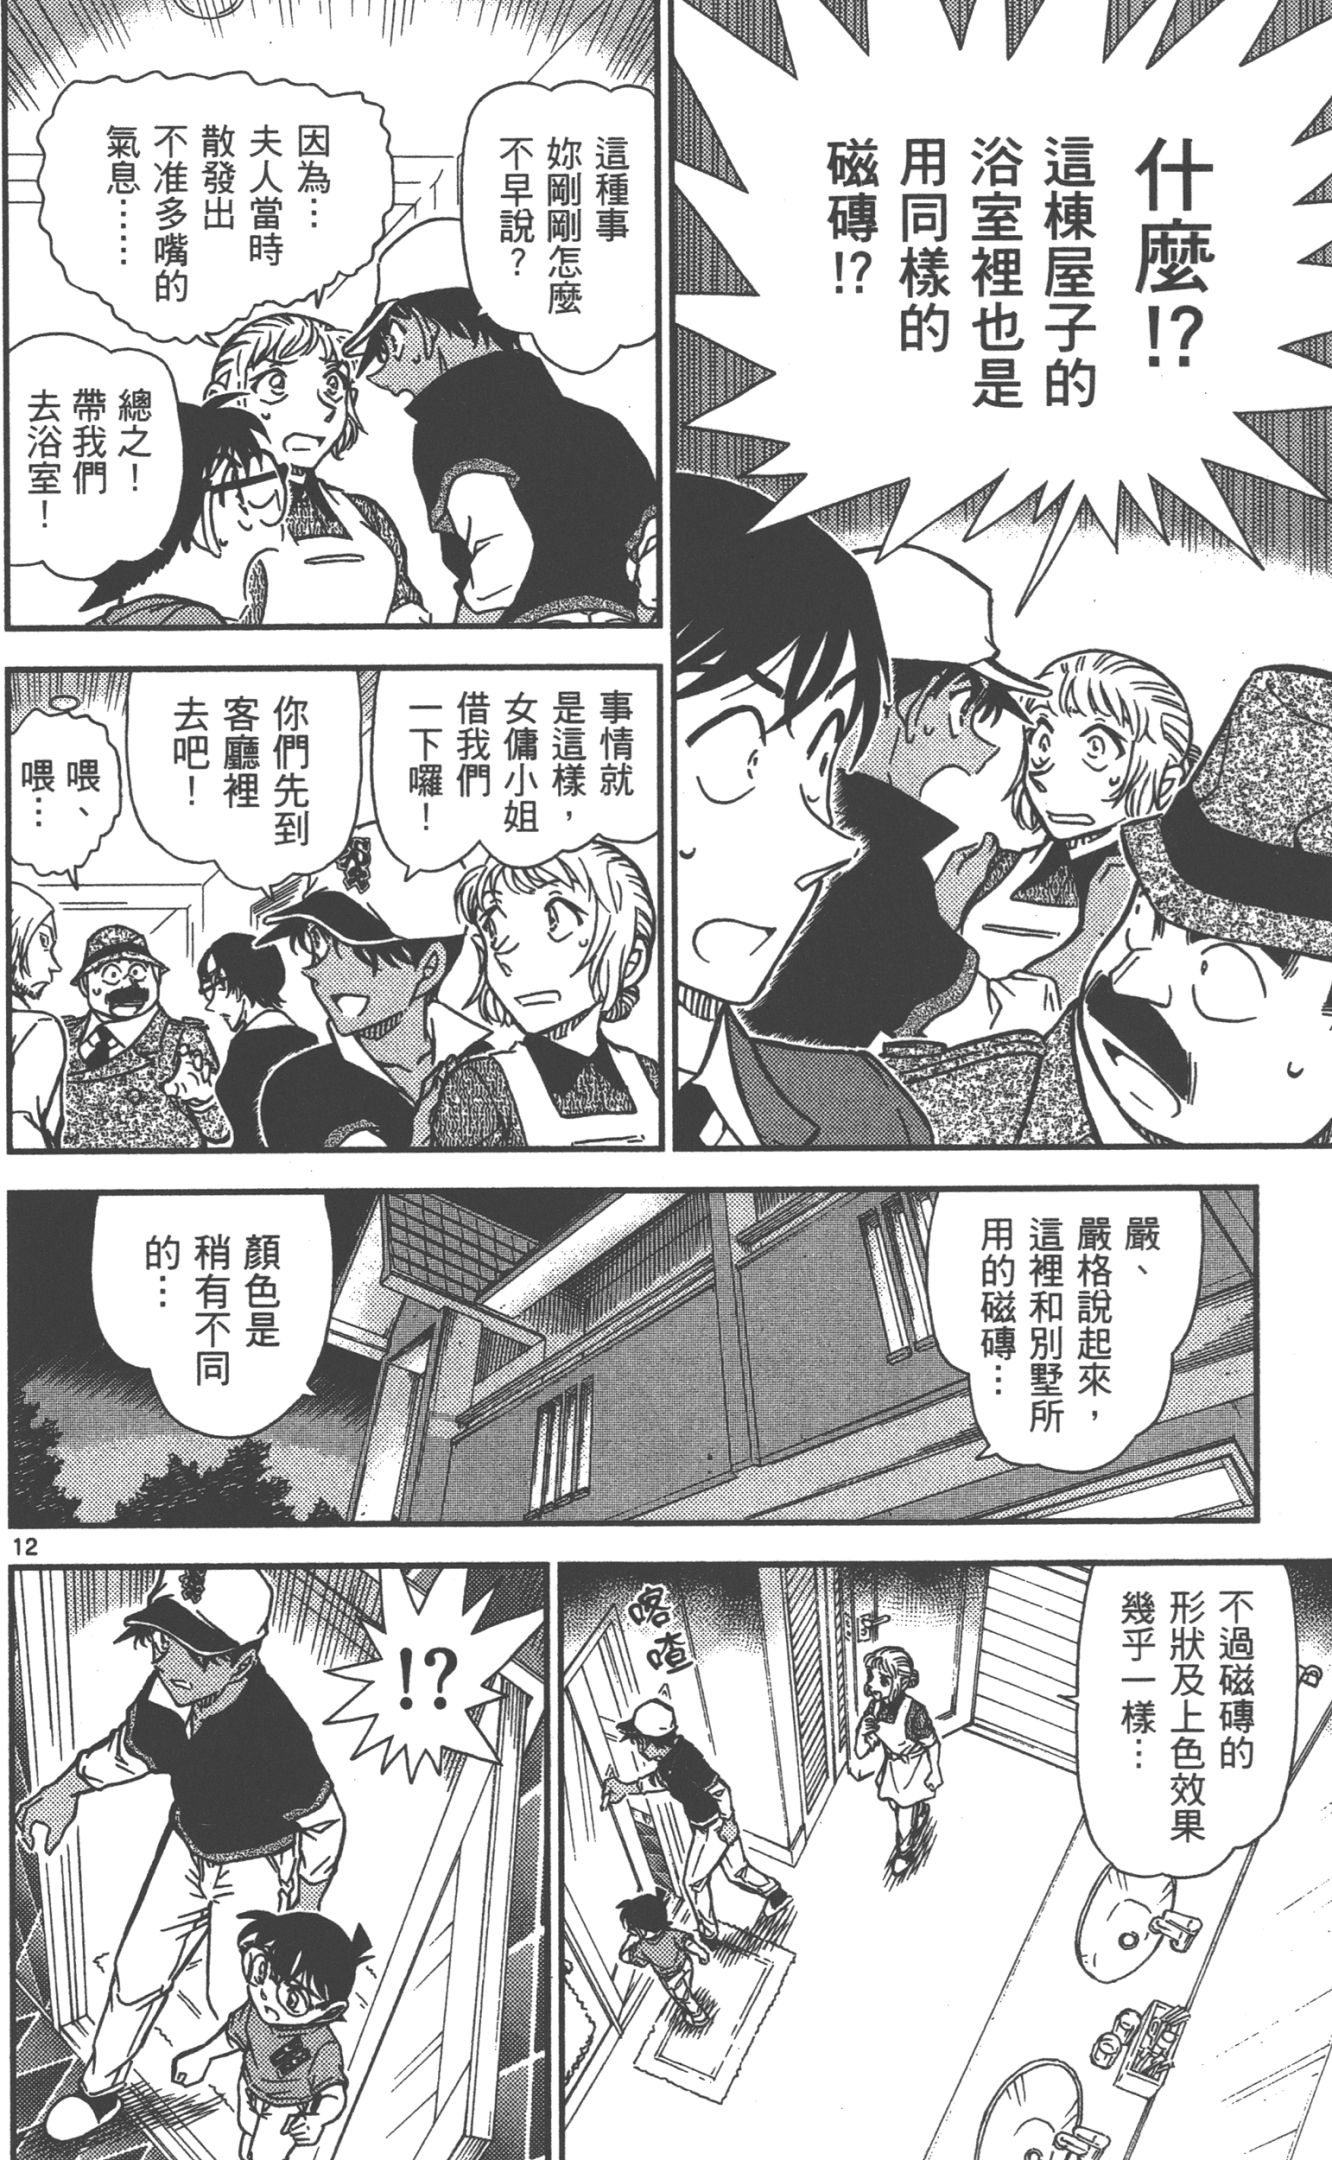 什麼!?
這棟屋子的
浴室裡也是
用同樣的
磁磚!?
這種事
妳剛剛怎麼
不早說?
因為…
夫人當時
散發出
不准多嘴的
氣息……
總之!
帶我們
去浴室!
事情就
是這樣,
女傭小姐
借我們
一下囉!
你們先到
客廳裡
去吧!
喂、
喂…
嚴、
嚴格說起來,
這裡和別墅所
用的磁磚…
顏色是
稍有不同
的…
12
不過磁磚的
形狀及上色效果
幾乎一樣…
喀喳
!?